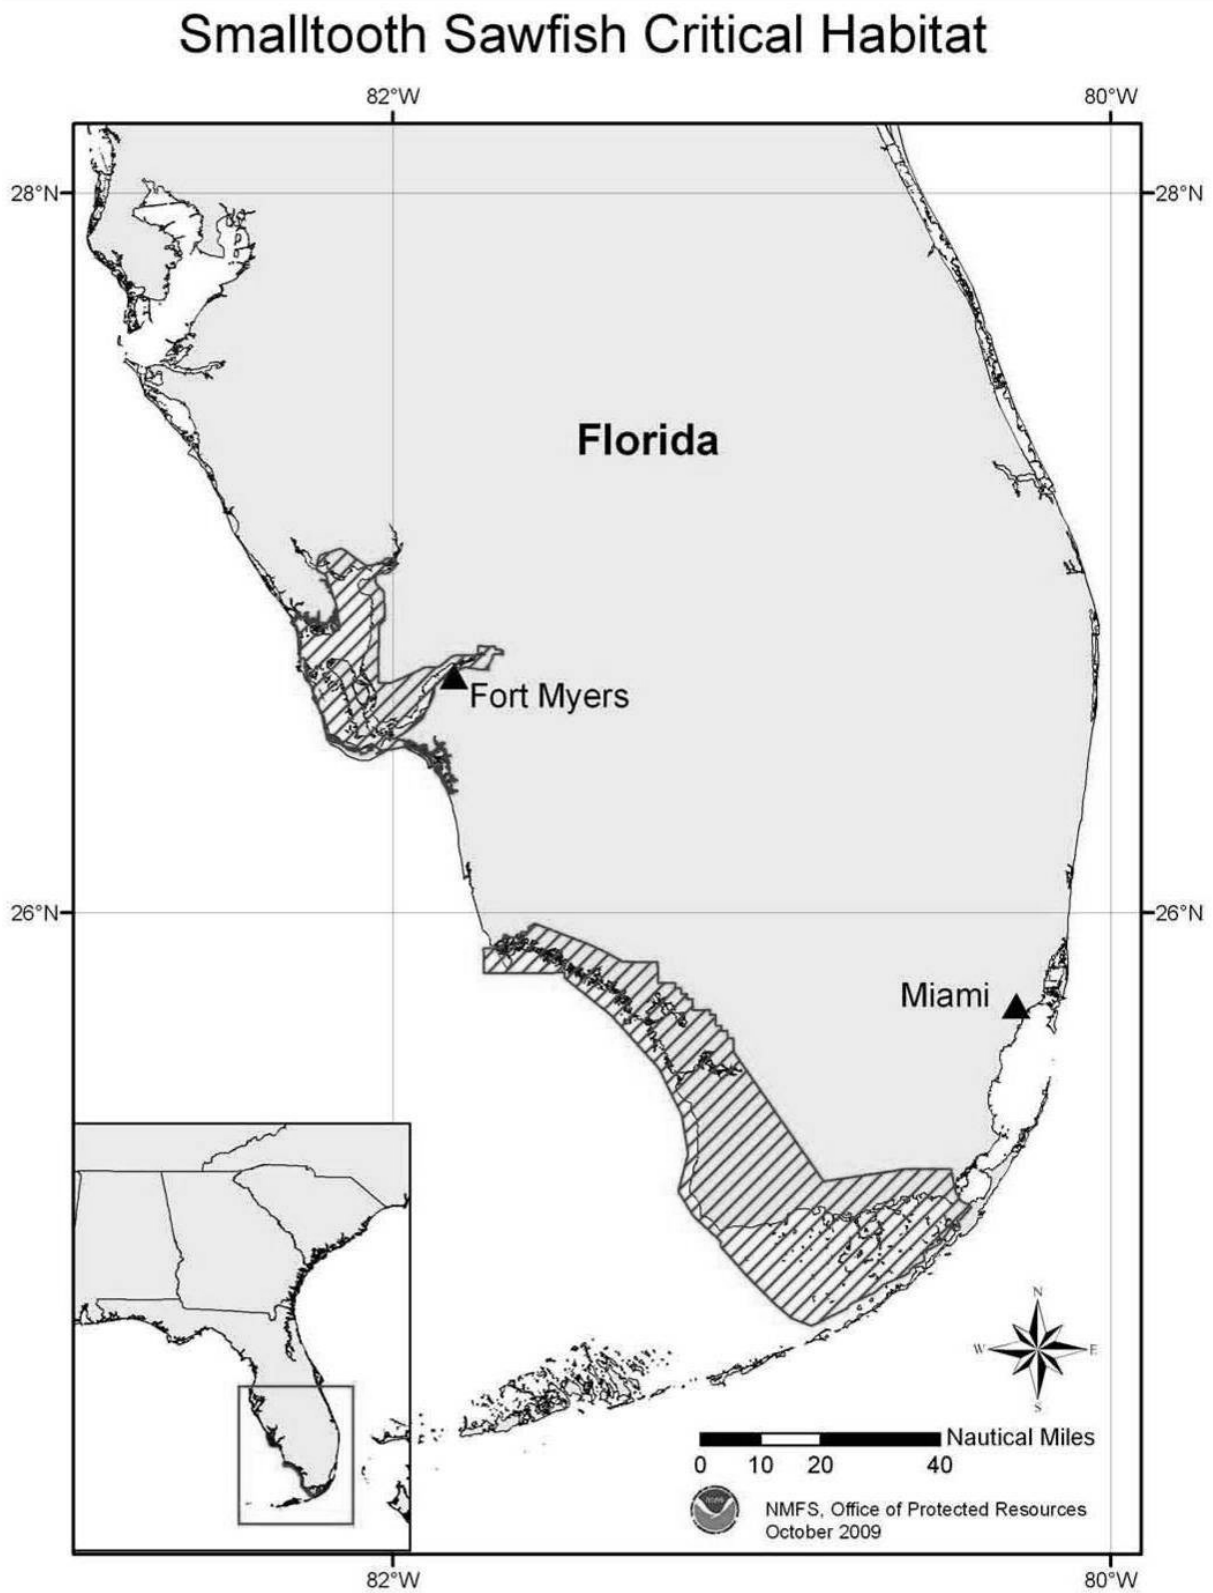 Smalltooth Sawfish Critical Habitat
82°W 80°W
28°N 28°N
Florida
Fort Myers
26°N 26°N
Miami
N
W E
S
Nautical Miles
0 10 20 40
NMFS, Office of Protected Resources
October 2009
82°W 80°W